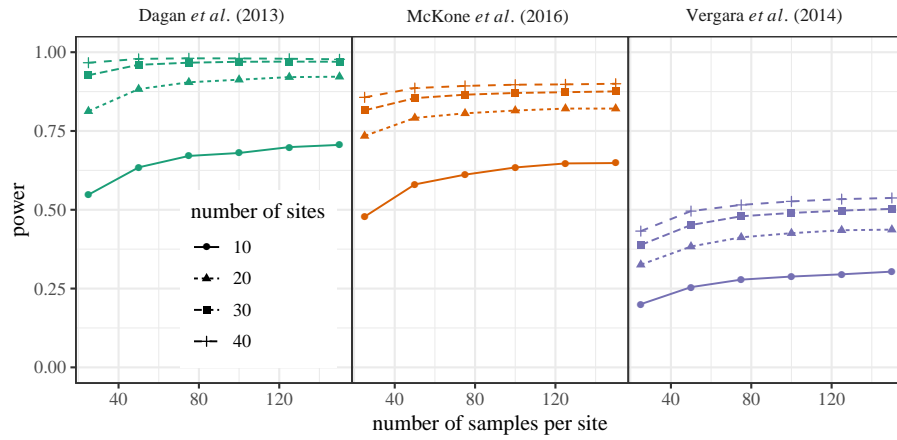 Dagan et al. (2013) McKone et al. (2016) Vergara et al. (2014)
1.00
0.75
0.50
0.25
0.00
power
number of sites
10
20
30
40
40 80 120 40 80 120 40 80 120
number of samples per site